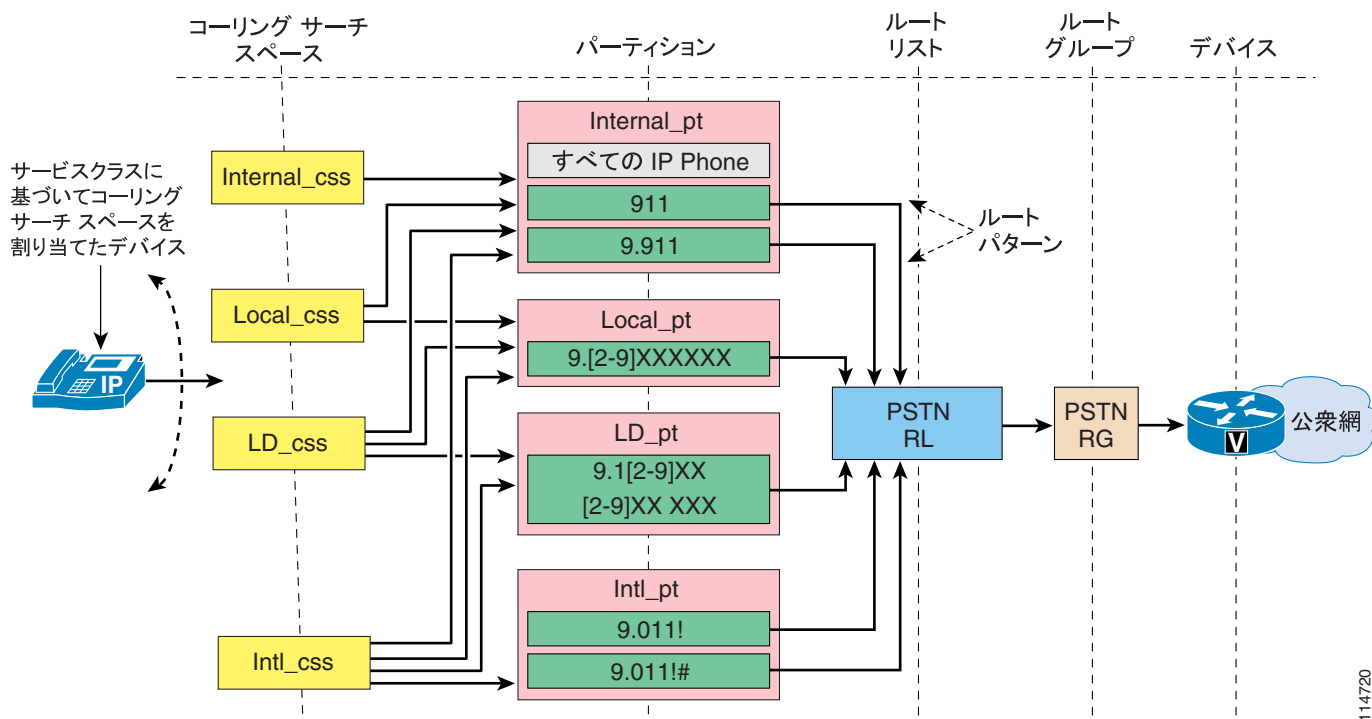 コーリング サーチ
スペース
パーティション
ルート
リスト
ルート
グループ
デバイス
サービスクラスに
基づいてコーリング
サーチ スペースを
割り当てたデバイス
IP
Internal_css
Local_css
LD_css
Intl_css
Internal_pt
すべての IP Phone
911
9.911
Local_pt
9.[2-9]XXXXXX
LD_pt
9.1[2-9]XX
[2-9]XX XXX
Intl_pt
9.011!
9.011!#
ルート
パターン
PSTN
RL
PSTN
RG
V
公衆網
114720